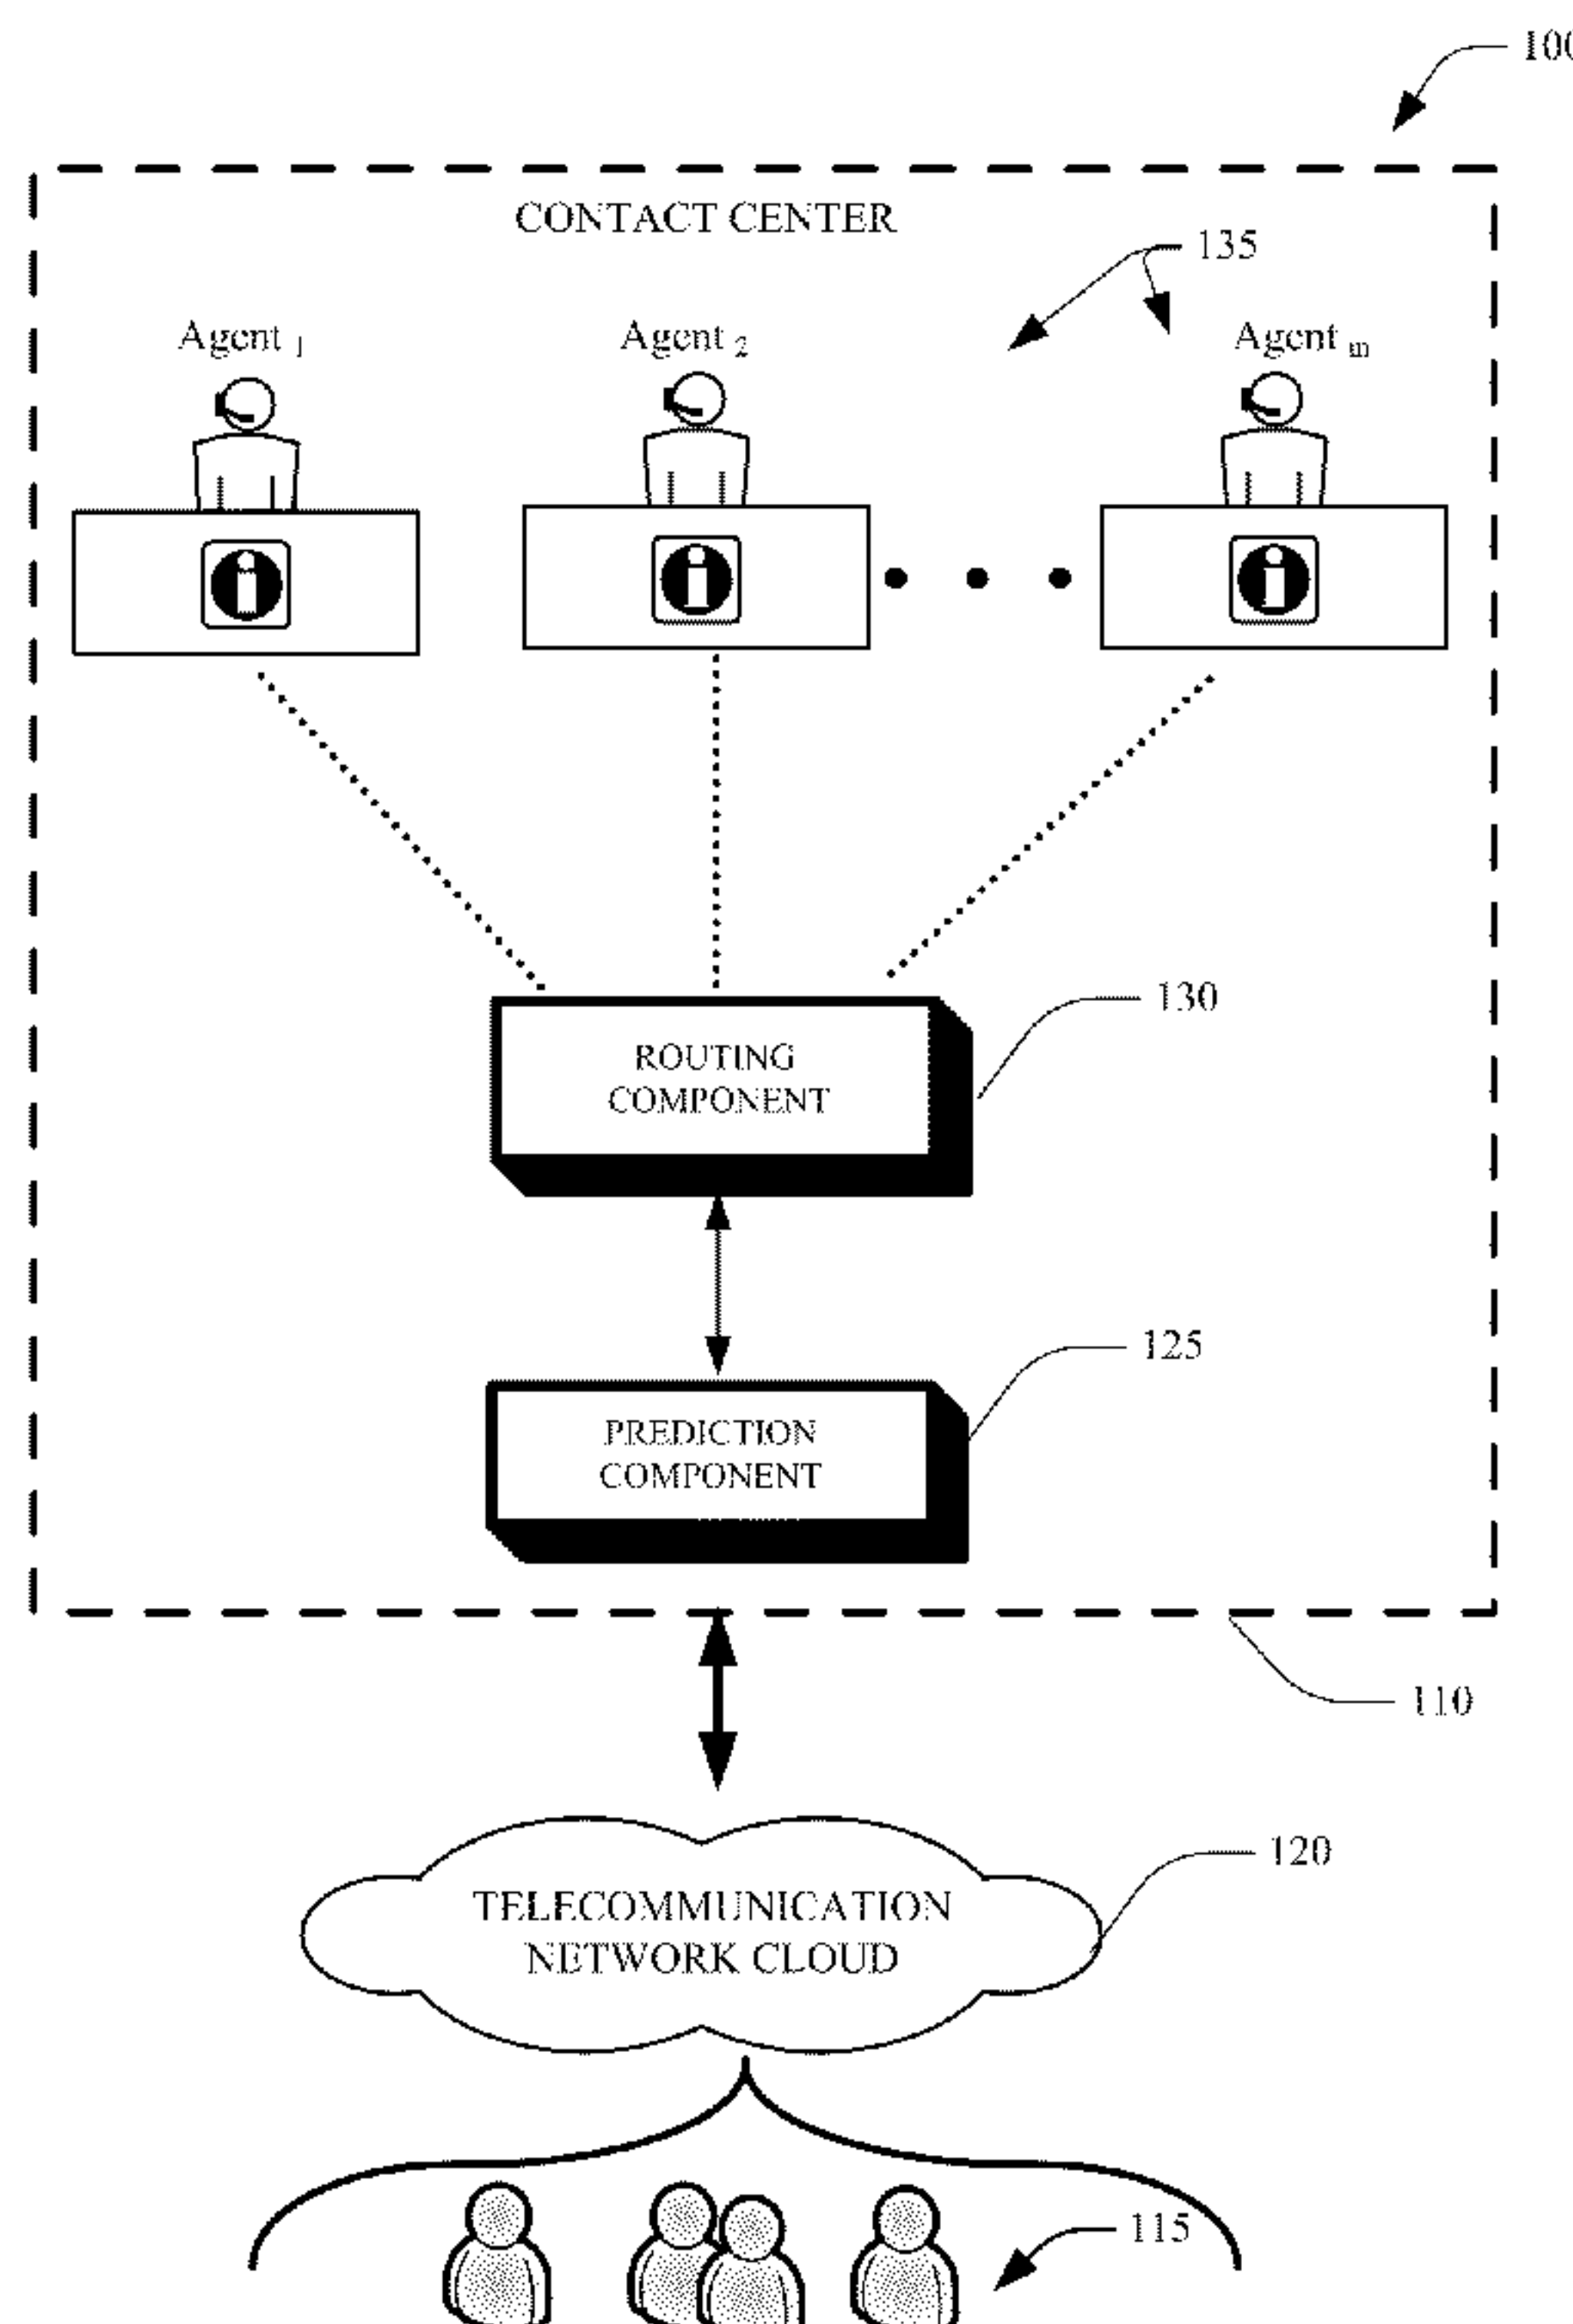 100
CONTACT CENTER
135
Agent 1
Agent 2
Agent m
130
ROUTING
COMPONENT
125
PREDICTION
COMPONENT
110
120
TELECOMMUNICATION
NETWORK CLOUD
115